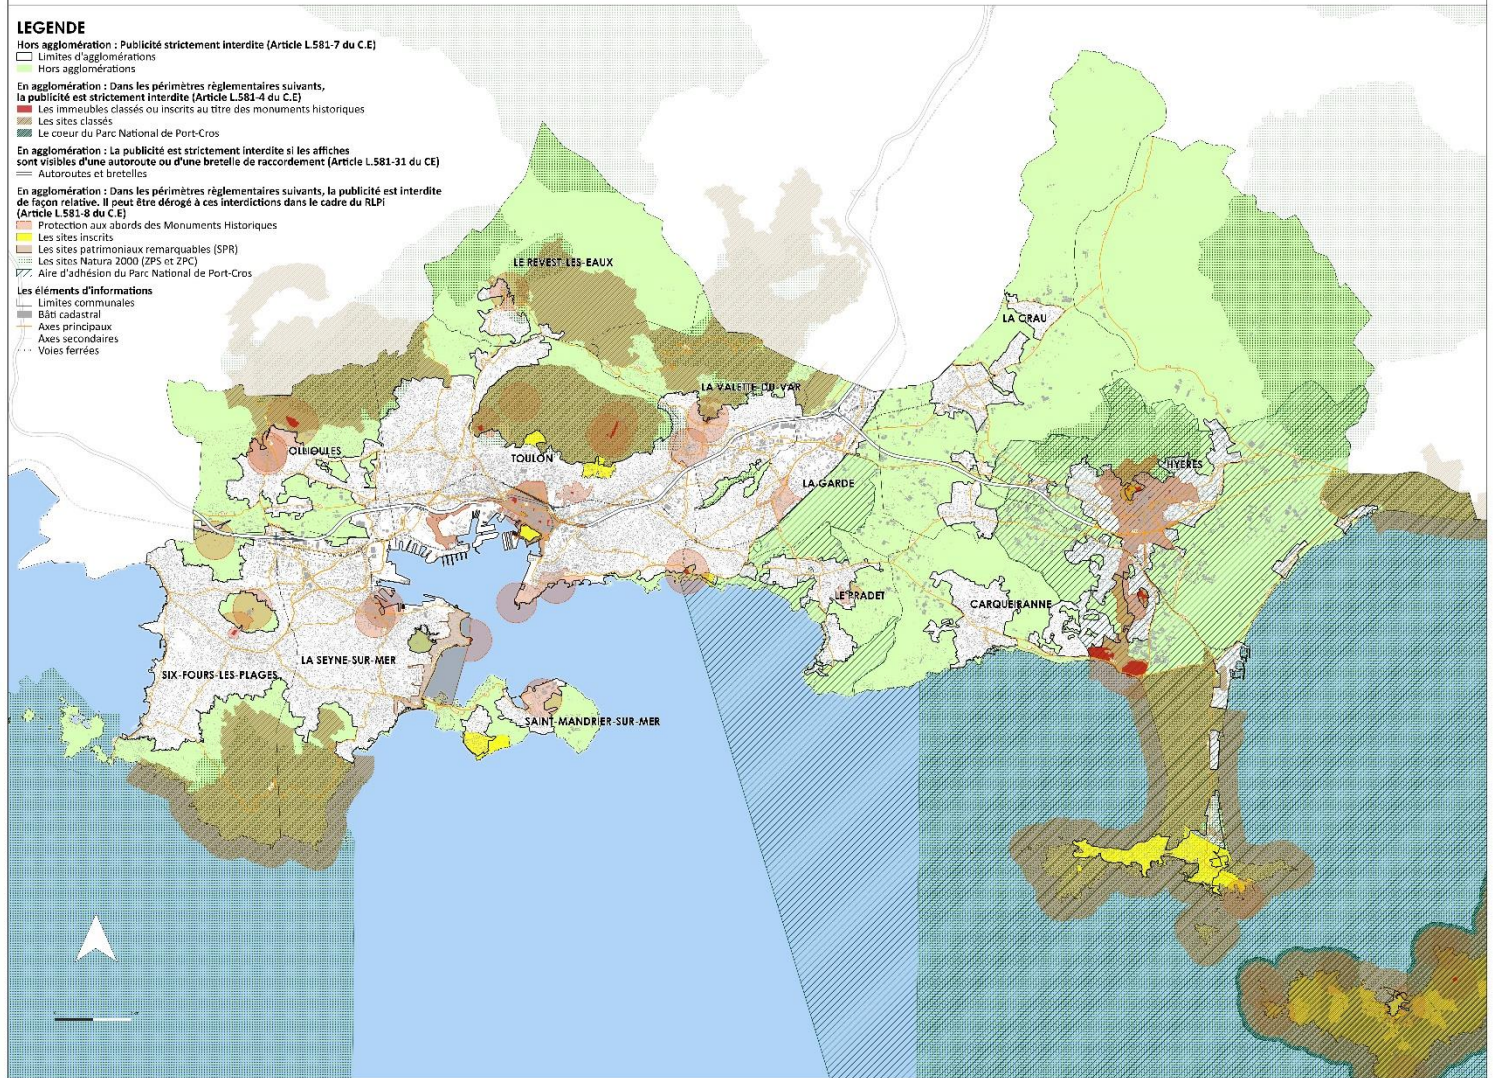 LEGENDE
Hors agglomération : Publicité strictement interdite (Article L.581-7 du C.E)
Limites d'agglomérations
Hors agglomérations
En agglomération : Dans les périmètres règlementaires suivants,
la publicité est strictement interdite (Article L.581-4 du C.E)
Les immeubles classés ou inscrits au titre des monuments historiques
Les sites classés
Le coeur du Parc National de Port-Cros
En agglomération : La publicité est strictement interdite si les affiches
sont visibles d'une autoroute ou d'une bretelle de raccordement (Article L.581-31 du CE)
Autoroutes et bretelles
En agglomération : Dans les périmètres règlementaires suivants, la publicité est interdite
de façon relative. Il peut être dérogé à ces interdictions dans le cadre du RLPi
(Article L.581-8 du C.E)
Protection aux abords des Monuments Historiques
Les sites inscrits
Les sites patrimoniaux remarquables (SPR)
Les sites Natura 2000 (ZPS et ZPC)
Aire d'adhésion du Parc National de Port-Cros
Les éléments d'informations
Limites communales
Bâti cadastral
Axes principaux
Axes secondaires
Voies ferrées
LE REVEST-LES-EAUX
LA CRAU
LA VALETTE-DU-VAR
OLLIOULES
TOULON
HYERES
LA GARDE
LE PRADET
CARQUEIRANNE
LA SEYNE-SUR-MER
SIX-FOURS-LES-PLAGES
SAINT-MANDRIER-SUR-MER